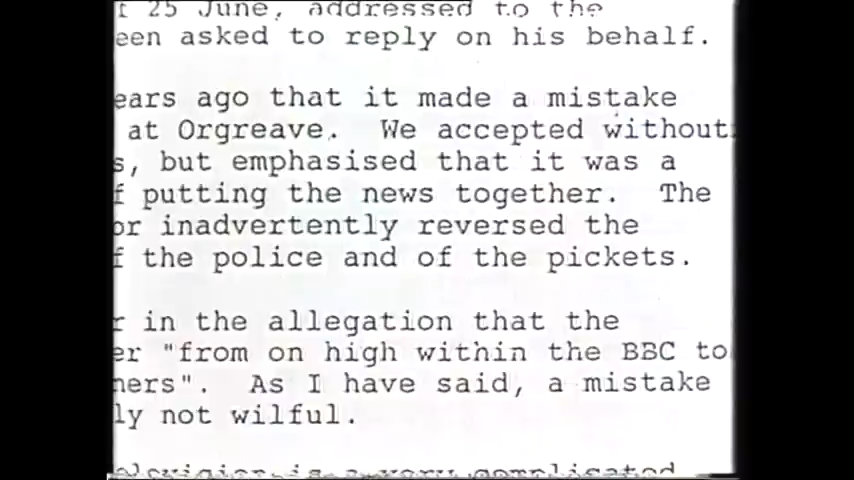 25 June, addressed to the
een asked to reply on his behalf.
ears ago that it made a mistake
at Orgreave. We accepted without
s, but emphasised that it was a
f putting the news together. The
or inadvertently reversed the
f the police and of the pickets.
r in the allegation that the
er "from on high within the BBC to
ners". As I have said, a mistake
ly not wilful.
is a very complicated